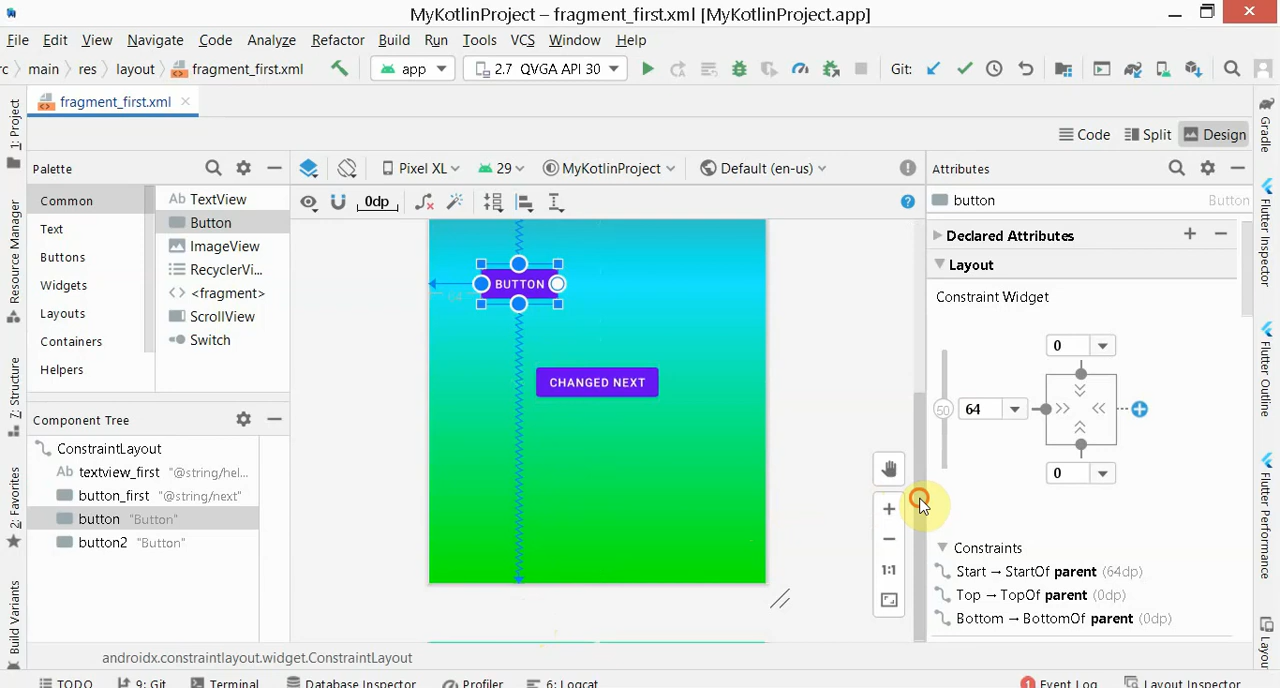 MyKotlinProject – fragment_first.xml [MyKotlinProject.app]
File Edit View Navigate Code Analyze Refactor Build Run Tools VCS Window Help
main res layout fragment_first.xml app 2.7 QVGA API 30 Git:
fragment_first.xml
Code Split Design
Palette
Pixel XL 29 MyKotlinProject Default (en-us)
Attributes
Common
Text
Buttons
Widgets
Layouts
Containers
Helpers
Ab TextView
Button
ImageView
RecyclerVi...
<> <fragment>
ScrollView
Switch
0dp
button Button
Declared Attributes
Layout
Constraint Widget
0
50
64
0
Constraints
Start → StartOf parent (64dp)
Top → TopOf parent (0dp)
Bottom → BottomOf parent (0dp)
BUTTON
64
CHANGED NEXT
1:1
Component Tree
ConstraintLayout
Ab textview_first "@string/hel...
button_first "@string/next"
button "Button"
button2 "Button"
androidx.constraintlayout.widget.ConstraintLayout
1: Project
Resource Manager
7: Structure
2: Favorites
Build Variants
Gradle
Flutter Inspector
Flutter Outline
Flutter Performance
TODO 9: Git Terminal Database Inspector Profiler 6: Logcat 1 Event Log Layout Inspector